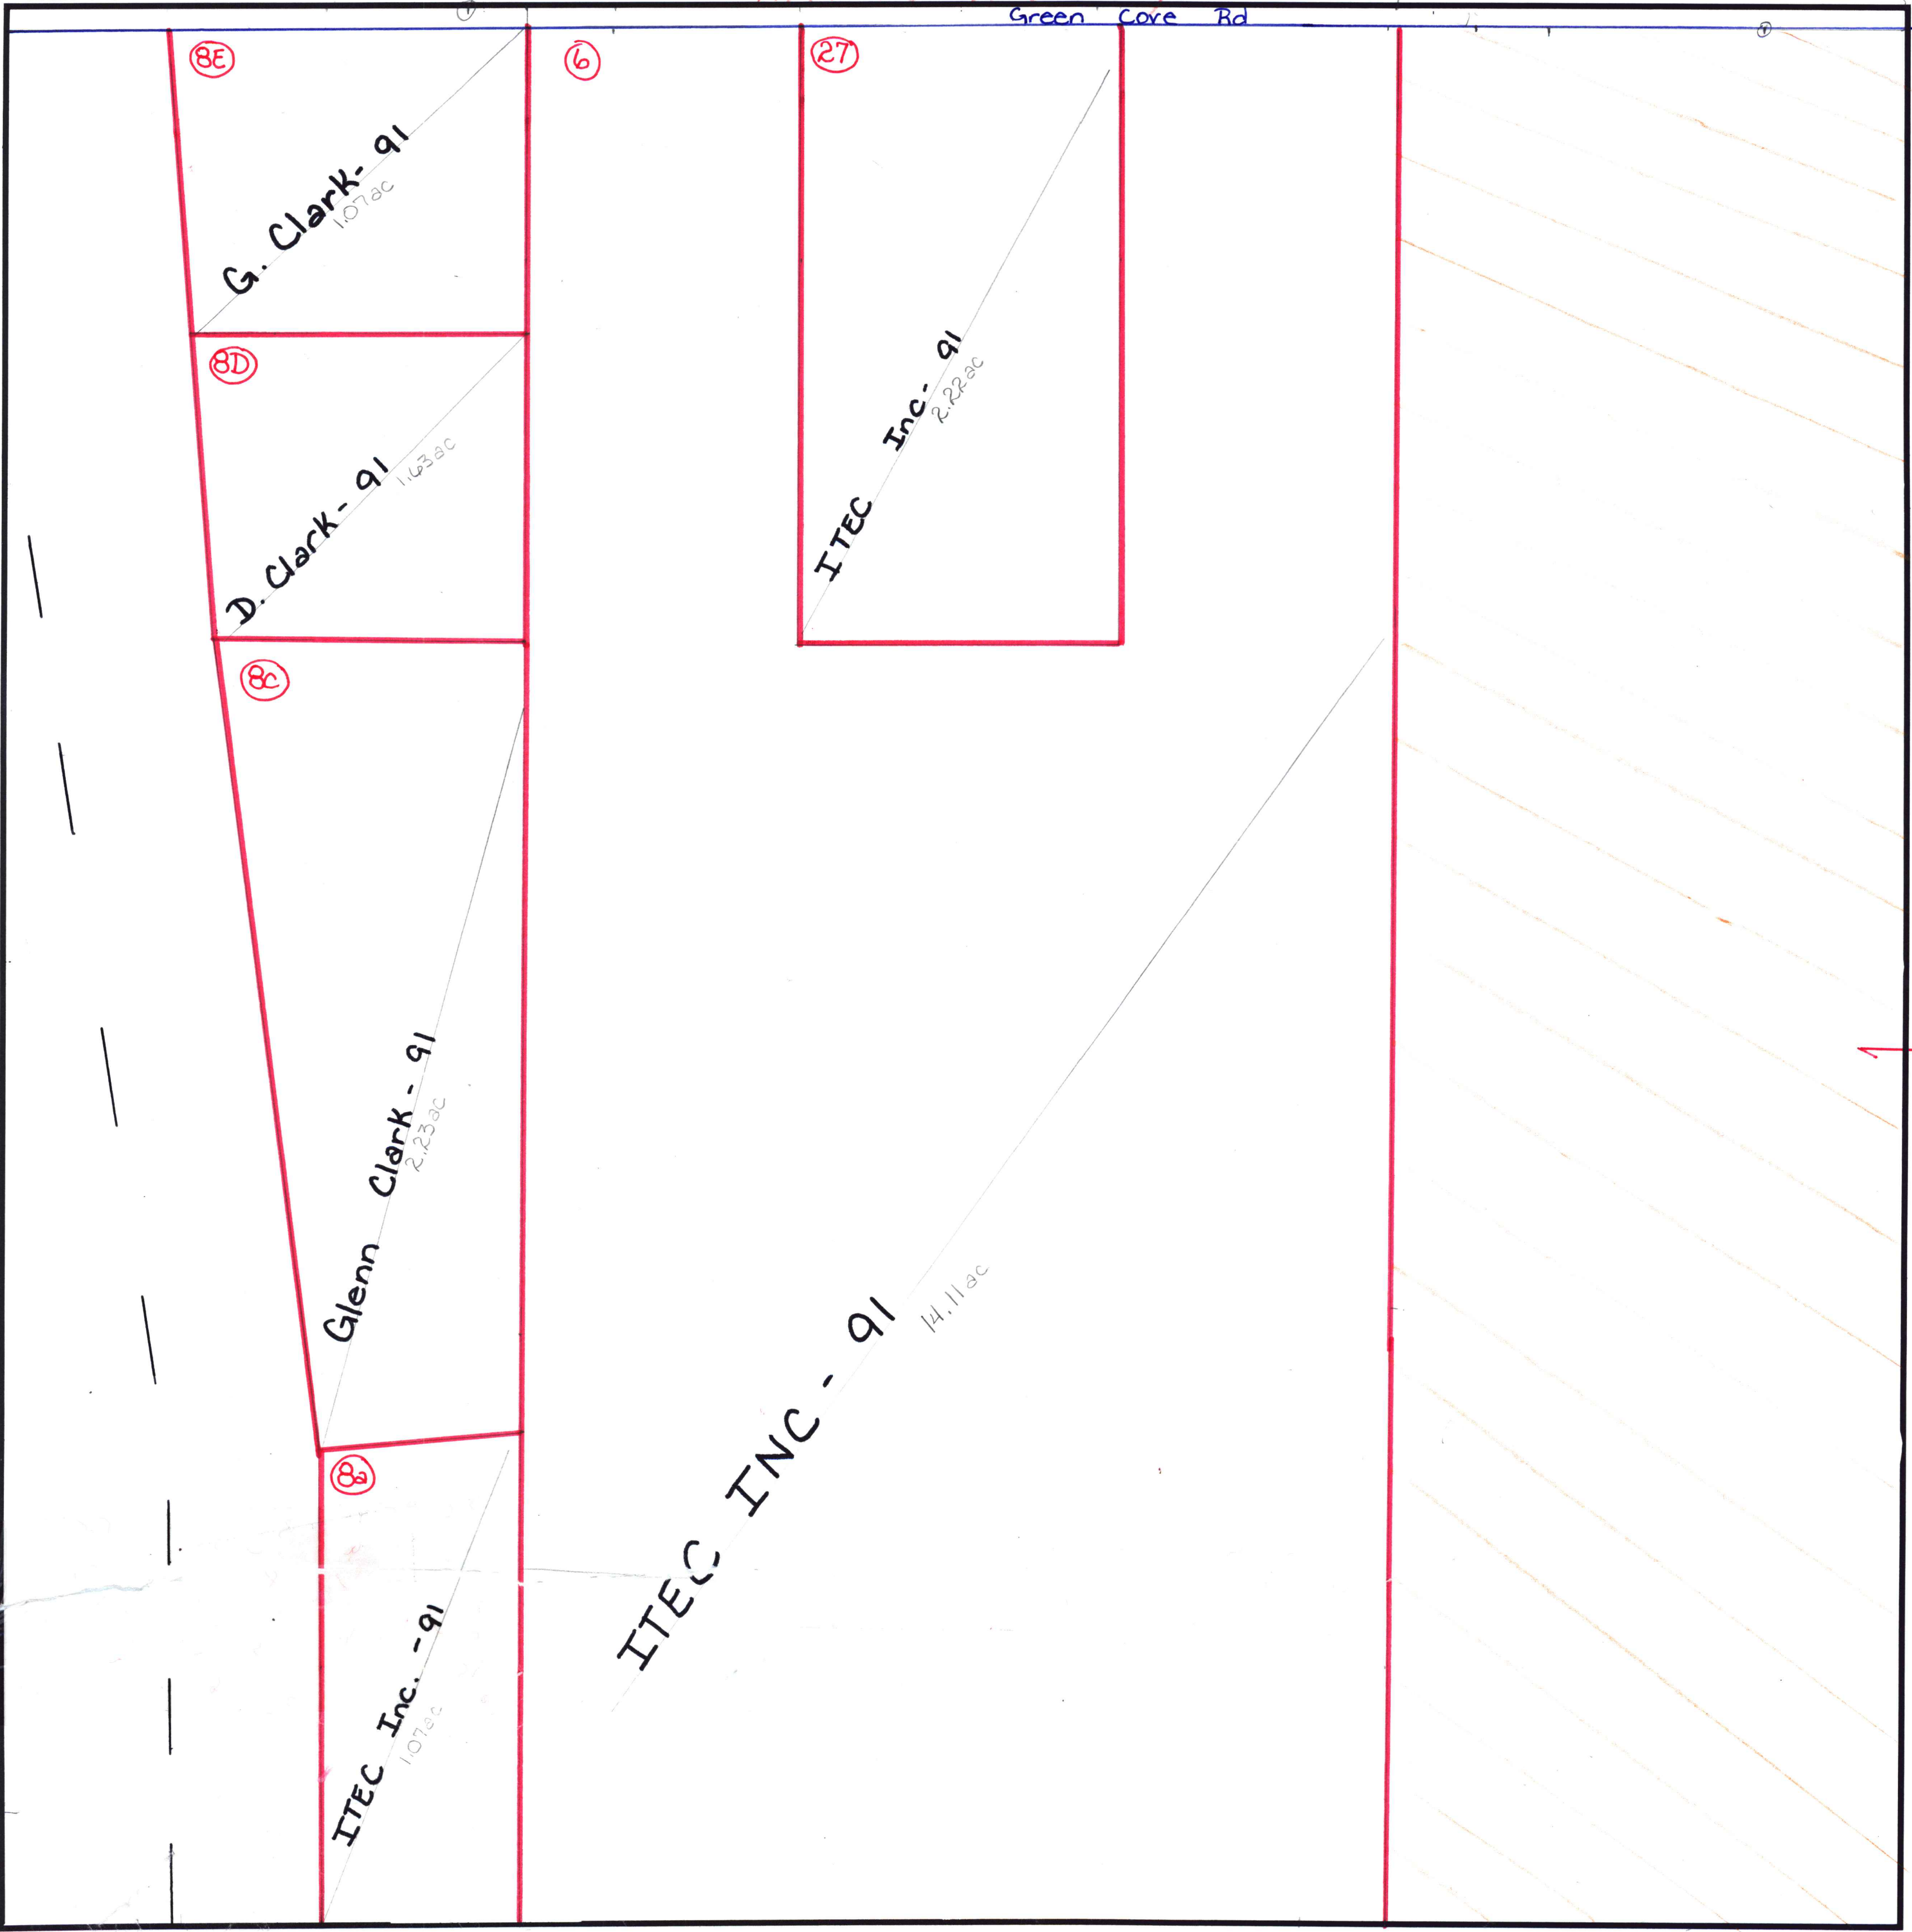 Green Cove Rd
8E
6
27
G. Clark - 91
1.07ac
8D
D. Clark - 91
1.63ac
ITEC Inc - 91
2.22ac
8C
Glenn Clark - 91
2.23ac
ITEC INC - 91
14.11ac
8a
ITEC Inc. - 91
1.07ac